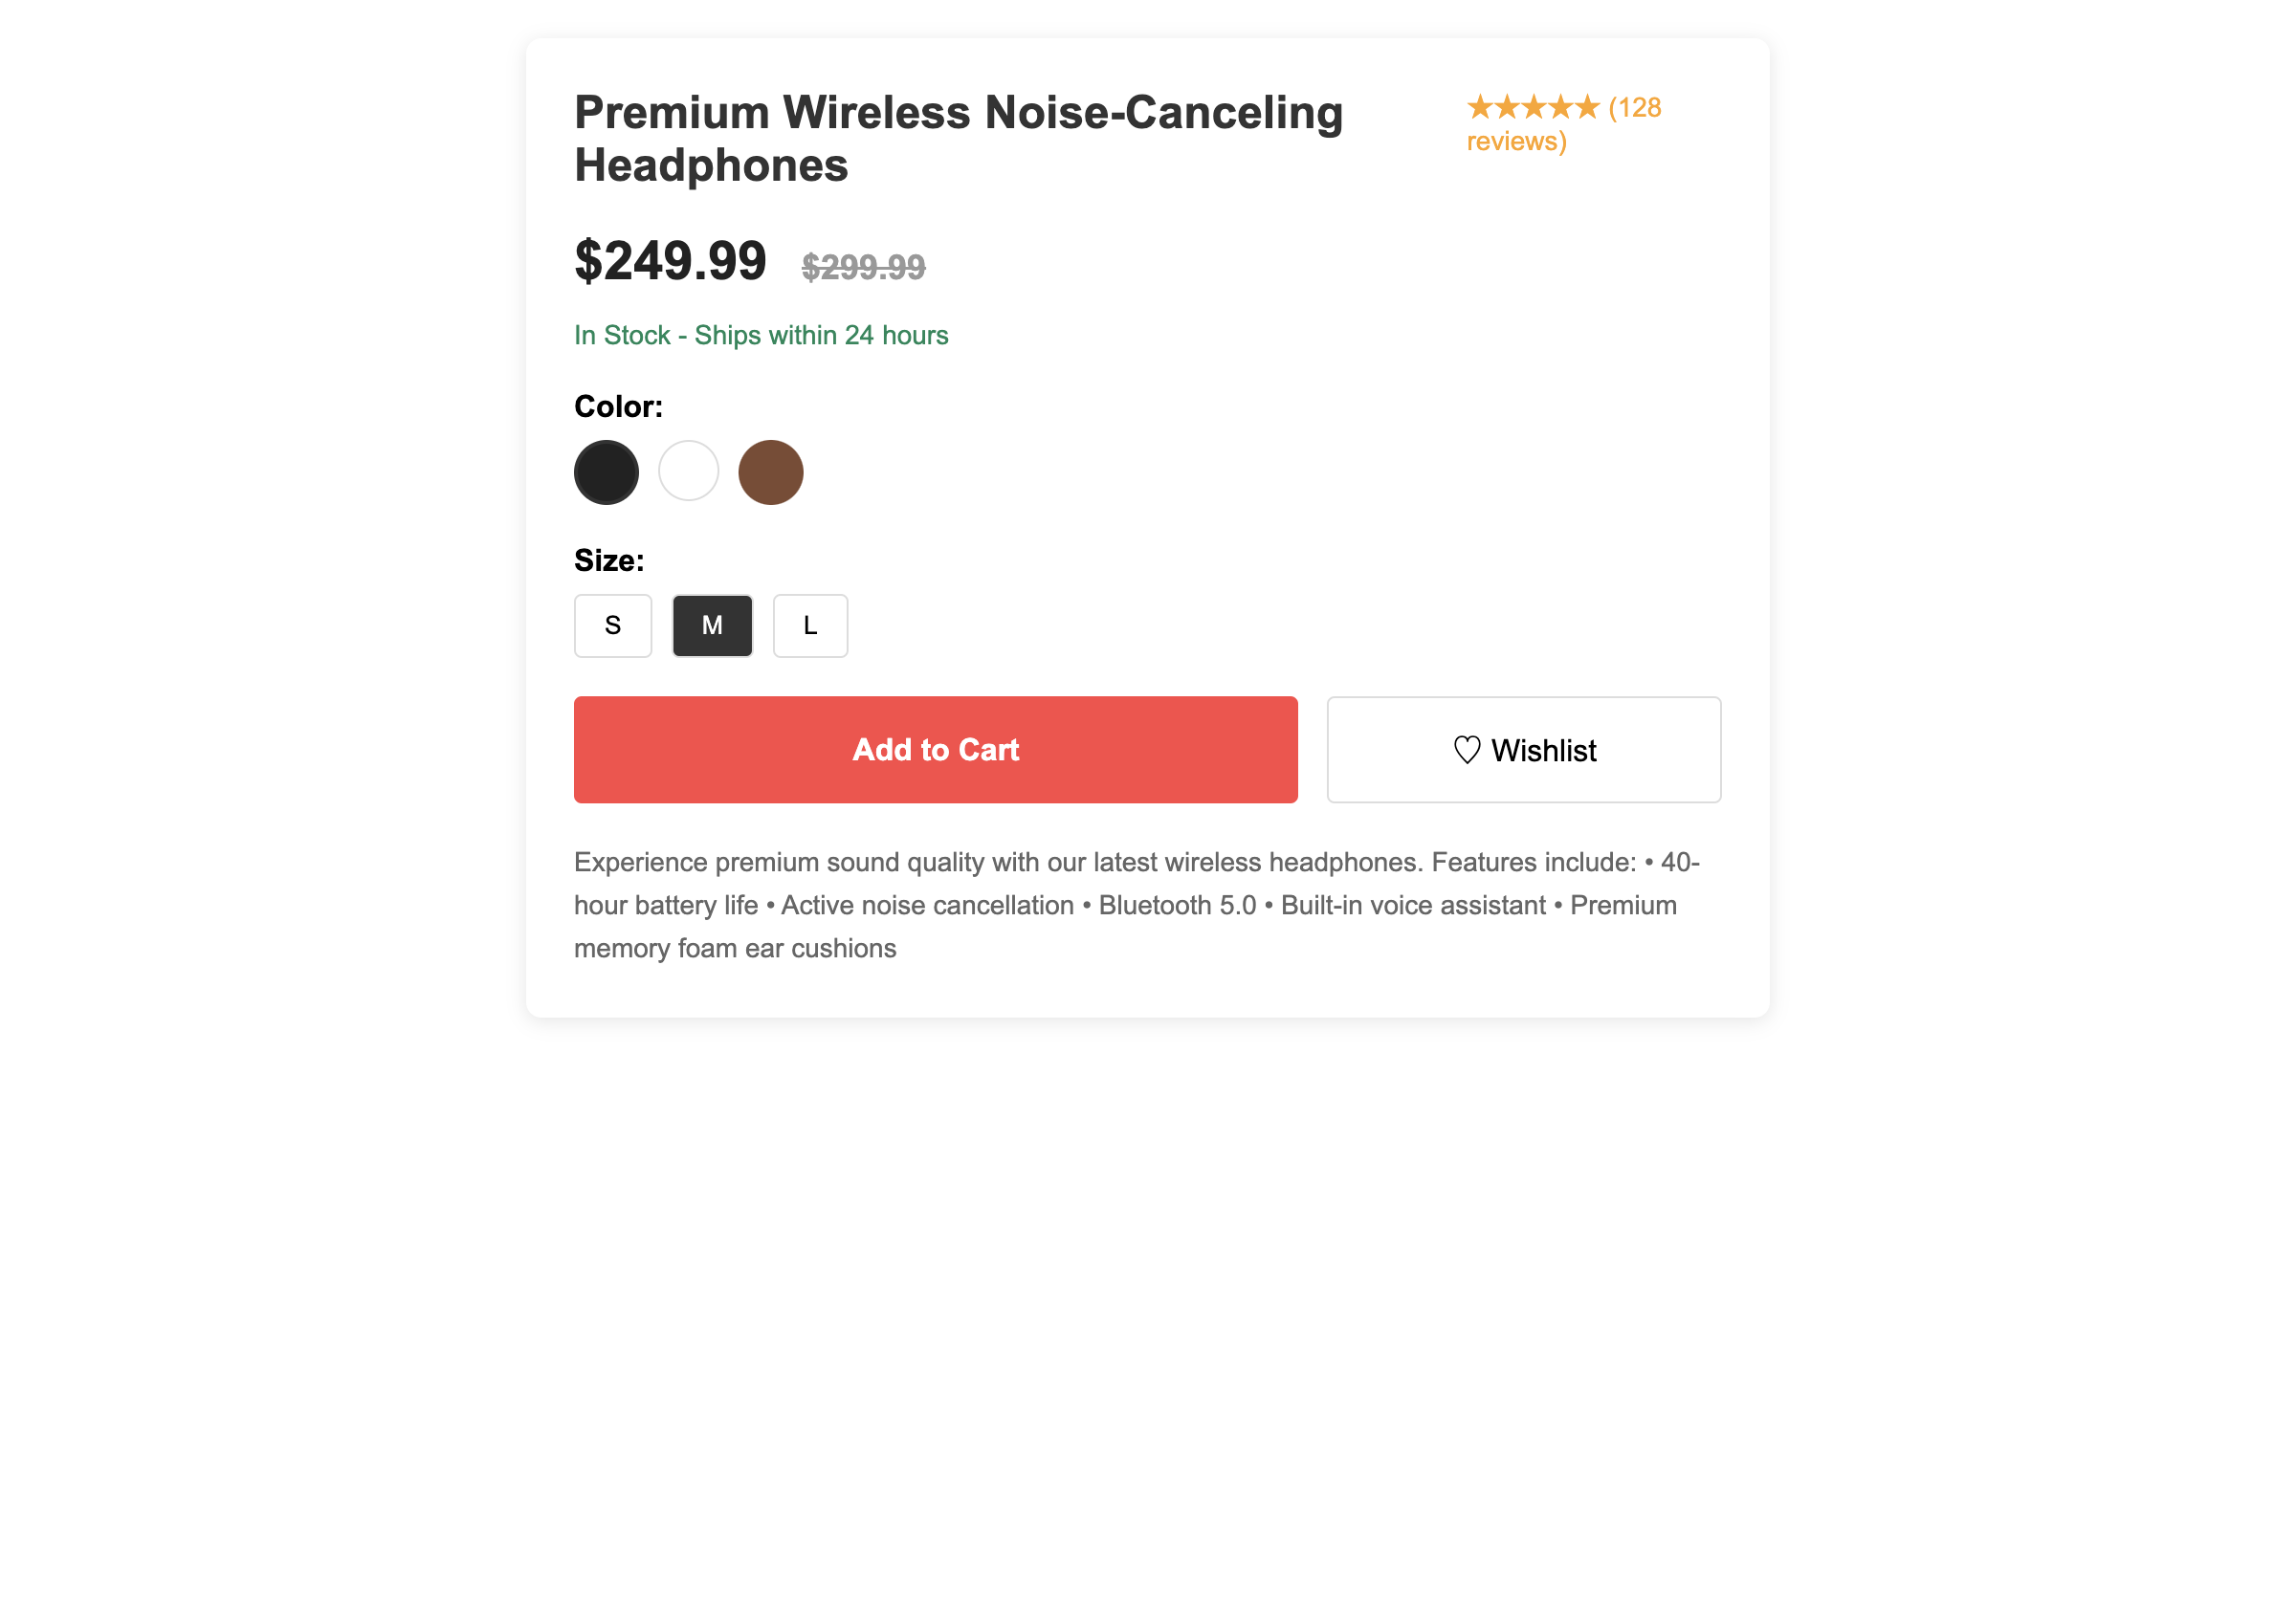 Premium Wireless Noise-Canceling
Headphones
★★★★★ (128
reviews)
$249.99 $299.99
In Stock - Ships within 24 hours
Color:
Size:
S M L
Add to Cart
♡ Wishlist
Experience premium sound quality with our latest wireless headphones. Features include: • 40-
hour battery life • Active noise cancellation • Bluetooth 5.0 • Built-in voice assistant • Premium
memory foam ear cushions